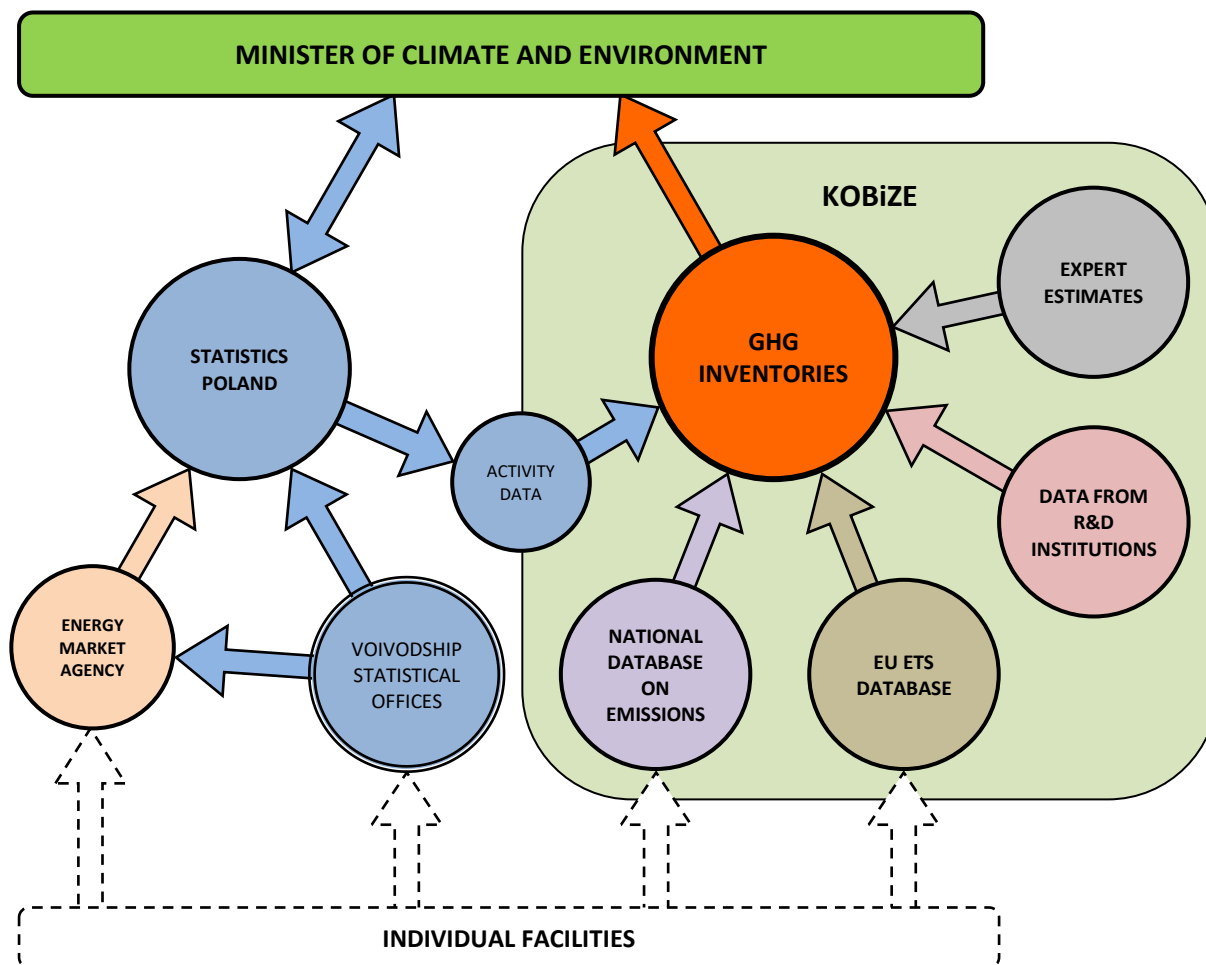 MINISTER OF CLIMATE AND ENVIRONMENT
KOBiZE
EXPERT
ESTIMATES
STATISTICS
POLAND
GHG
INVENTORIES
ACTIVITY
DATA
DATA FROM
R&D
INSTITUTIONS
ENERGY
MARKET
AGENCY
VOIVODSHIP
STATISTICAL
OFFICES
NATIONAL
DATABASE
ON
EMISSIONS
EU ETS
DATABASE
INDIVIDUAL FACILITIES